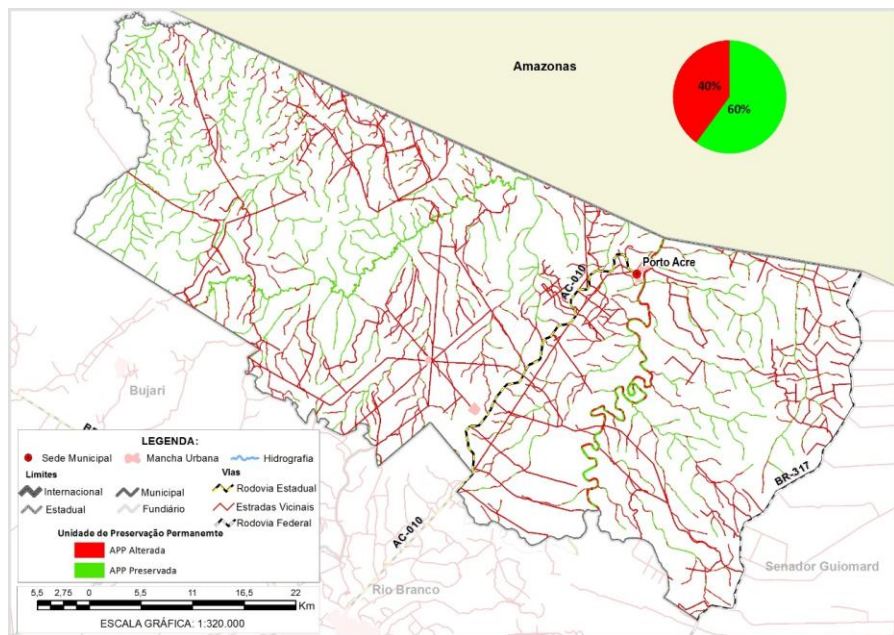 Amazonas
40%
60%
Porto Acre
AC-010
Bujari
BR-317
AC-010
Rio Branco
Senador Guiomard
LEGENDA:
Sede Municipal Mancha Urbana Hidrografia
Limites Vias
Internacional Municipal Rodovia Estadual
Estadual Fundiário Estradas Vicinais
Rodovia Federal
Unidade de Preservação Permanemte
APP Alterada
APP Preservada
5,5 2,75 0 5,5 11 16,5 22
Km
ESCALA GRÁFICA: 1:320.000